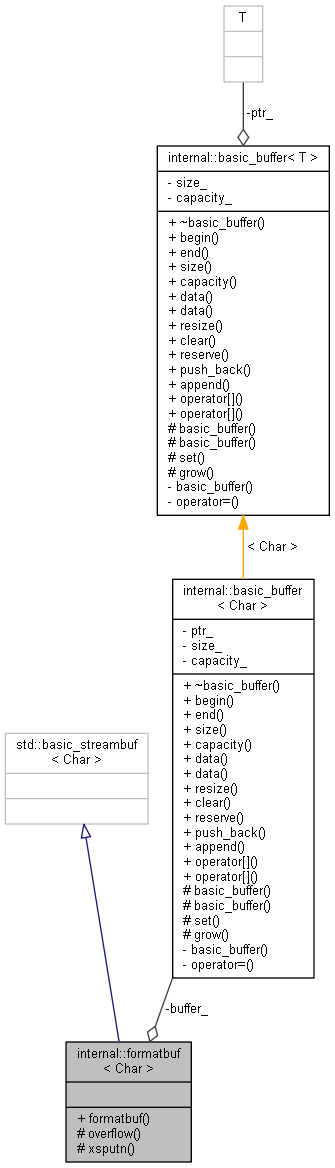 T
-ptr_
internal::basic_buffer< T >
- size_
- capacity_
+ ~basic_buffer()
+ begin()
+ end()
+ size()
+ capacity()
+ data()
+ data()
+ resize()
+ clear()
+ reserve()
+ push_back()
+ append()
+ operator[]()
+ operator[]()
# basic_buffer()
# basic_buffer()
# set()
# grow()
- basic_buffer()
- operator=()
< Char >
internal::basic_buffer
< Char >
- ptr_
- size_
- capacity_
+ ~basic_buffer()
+ begin()
+ end()
+ size()
+ capacity()
+ data()
+ data()
+ resize()
+ clear()
+ reserve()
+ push_back()
+ append()
+ operator[]()
+ operator[]()
# basic_buffer()
# basic_buffer()
# set()
# grow()
- basic_buffer()
- operator=()
std::basic_streambuf
< Char >
-buffer_
internal::formatbuf
< Char >
+ formatbuf()
# overflow()
# xsputn()